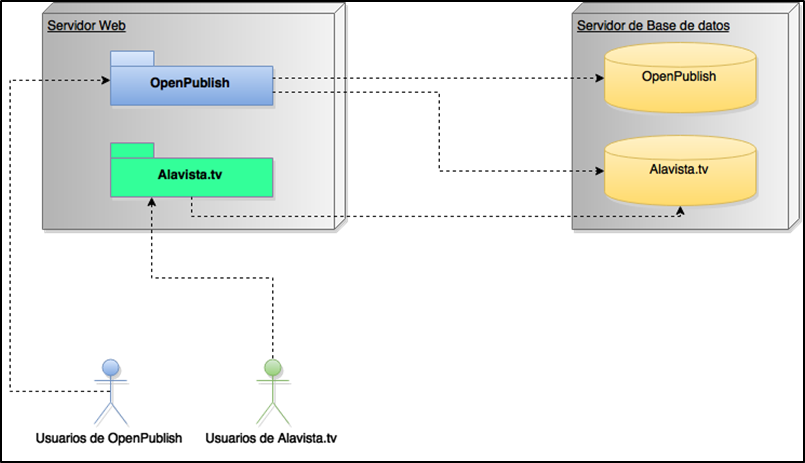 Servidor Web
Servidor de Base de datos
OpenPublish
OpenPublish
Alavista.tv
Alavista.tv
Usuarios de OpenPublish
Usuarios de Alavista.tv